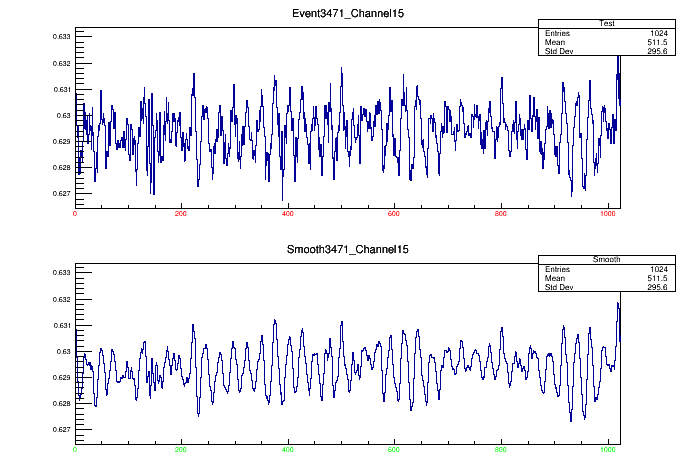 Event3471_Channel15
Test
Entries 1024
Mean 511.5
Std Dev 295.6
0.633
0.632
0.631
0.63
0.629
0.628
0.627
0 200 400 600 800 1000
Smooth3471_Channel15
Smooth
Entries 1024
Mean 511.5
Std Dev 295.6
0.633
0.632
0.631
0.63
0.629
0.628
0.627
0 200 400 600 800 1000